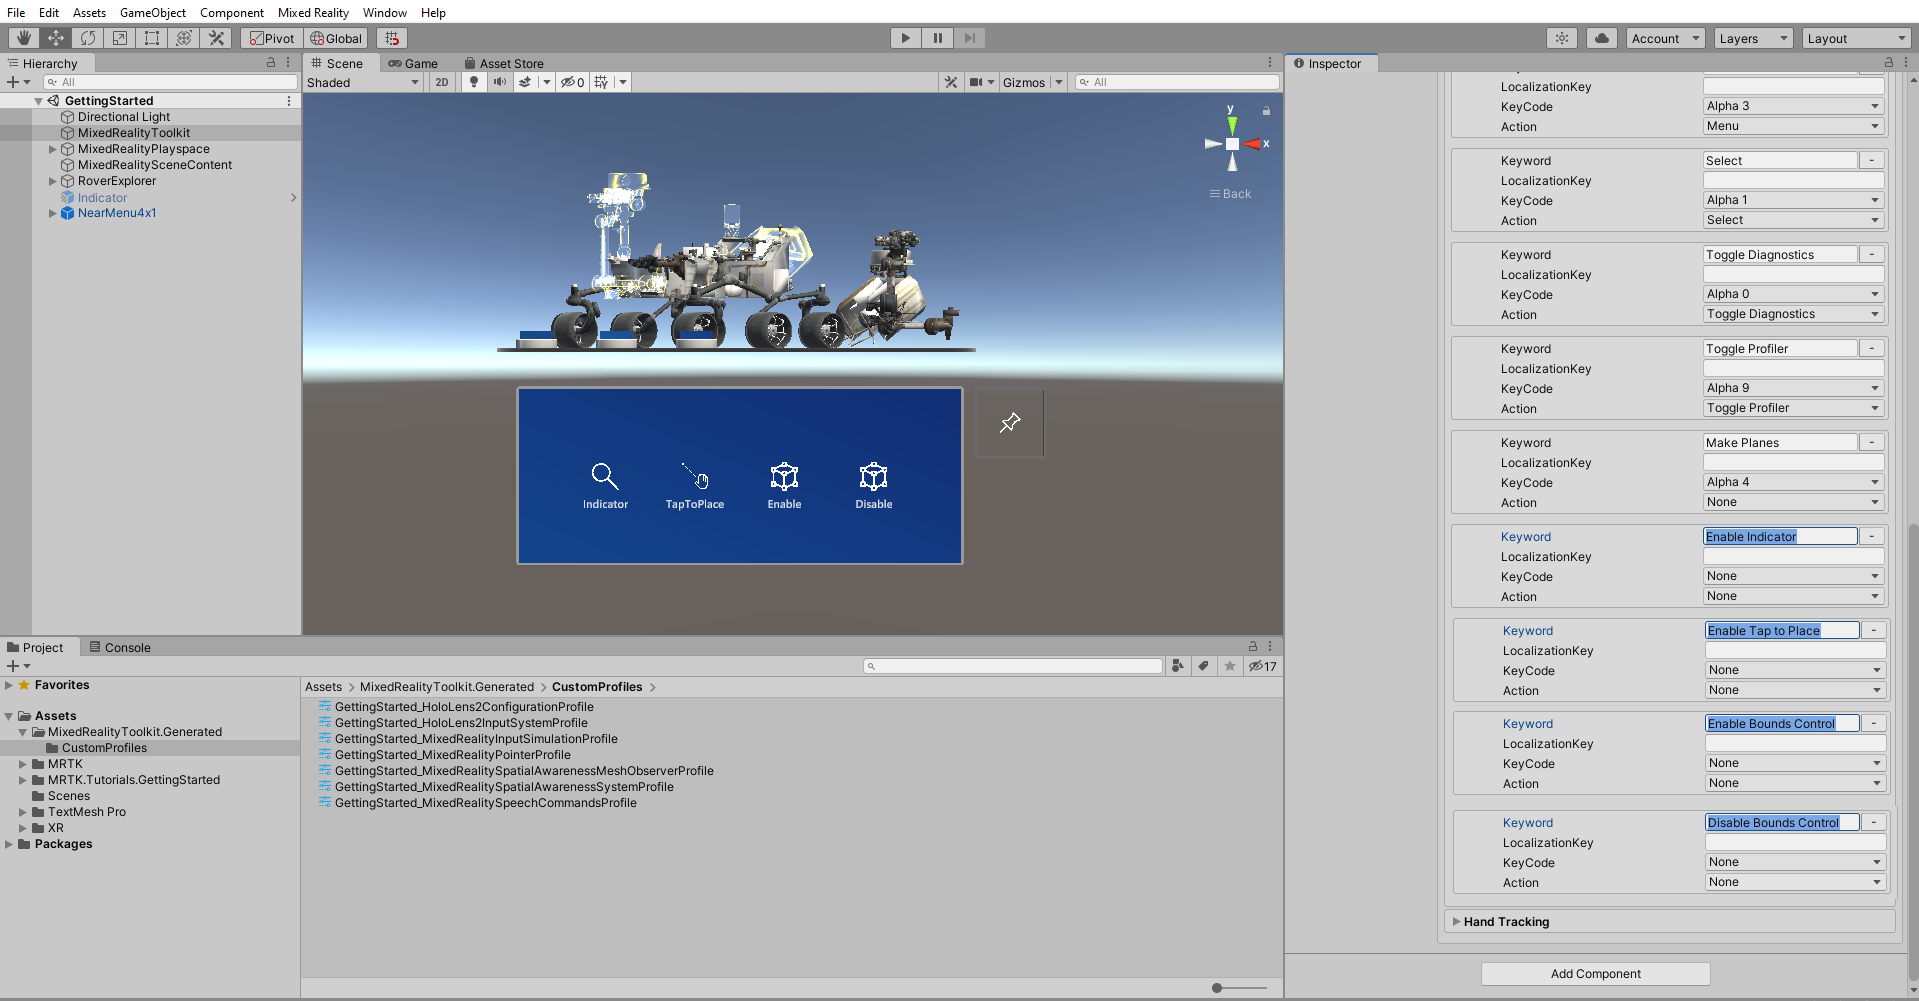 File Edit Assets GameObject Component Mixed Reality Window Help
Pivot Global Account Layers Layout
Hierarchy
All
GettingStarted
Directional Light
MixedRealityToolkit
MixedRealityPlayspace
MixedRealitySceneContent
RoverExplorer
Indicator
NearMenu4x1
Scene Game Asset Store
Shaded 2D 0 Gizmos All
y
x
Back
Indicator TapToPlace Enable Disable
Inspector
LocalizationKey
KeyCode Alpha 3
Action Menu
Keyword Select -
LocalizationKey
KeyCode Alpha 1
Action Select
Keyword Toggle Diagnostics -
LocalizationKey
KeyCode Alpha 0
Action Toggle Diagnostics
Keyword Toggle Profiler -
LocalizationKey
KeyCode Alpha 9
Action Toggle Profiler
Keyword Make Planes -
LocalizationKey
KeyCode Alpha 4
Action None
Keyword Enable Indicator -
LocalizationKey
KeyCode None
Action None
Keyword Enable Tap to Place -
LocalizationKey
KeyCode None
Action None
Keyword Enable Bounds Control -
LocalizationKey
KeyCode None
Action None
Keyword Disable Bounds Control -
LocalizationKey
KeyCode None
Action None
Hand Tracking
Add Component
Project Console
17
Favorites
Assets
MixedRealityToolkit.Generated
CustomProfiles
MRTK
MRTK.Tutorials.GettingStarted
Scenes
TextMesh Pro
XR
Packages
Assets > MixedRealityToolkit.Generated > CustomProfiles >
GettingStarted_HoloLens2ConfigurationProfile
GettingStarted_HoloLens2InputSystemProfile
GettingStarted_MixedRealityInputSimulationProfile
GettingStarted_MixedRealityPointerProfile
GettingStarted_MixedRealitySpatialAwarenessMeshObserverProfile
GettingStarted_MixedRealitySpatialAwarenessSystemProfile
GettingStarted_MixedRealitySpeechCommandsProfile